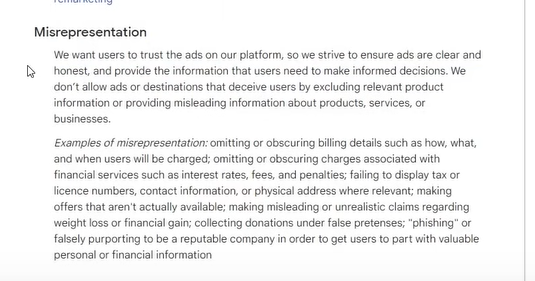 remarketing
Misrepresentation
We want users to trust the ads on our platform, so we strive to ensure ads are clear and
honest, and provide the information that users need to make informed decisions. We
don't allow ads or destinations that deceive users by excluding relevant product
information or providing misleading information about products, services, or
businesses.
Examples of misrepresentation: omitting or obscuring billing details such as how, what,
and when users will be charged; omitting or obscuring charges associated with
financial services such as interest rates, fees, and penalties; failing to display tax or
licence numbers, contact information, or physical address where relevant; making
offers that aren't actually available; making misleading or unrealistic claims regarding
weight loss or financial gain; collecting donations under false pretenses; "phishing" or
falsely purporting to be a reputable company in order to get users to part with valuable
personal or financial information